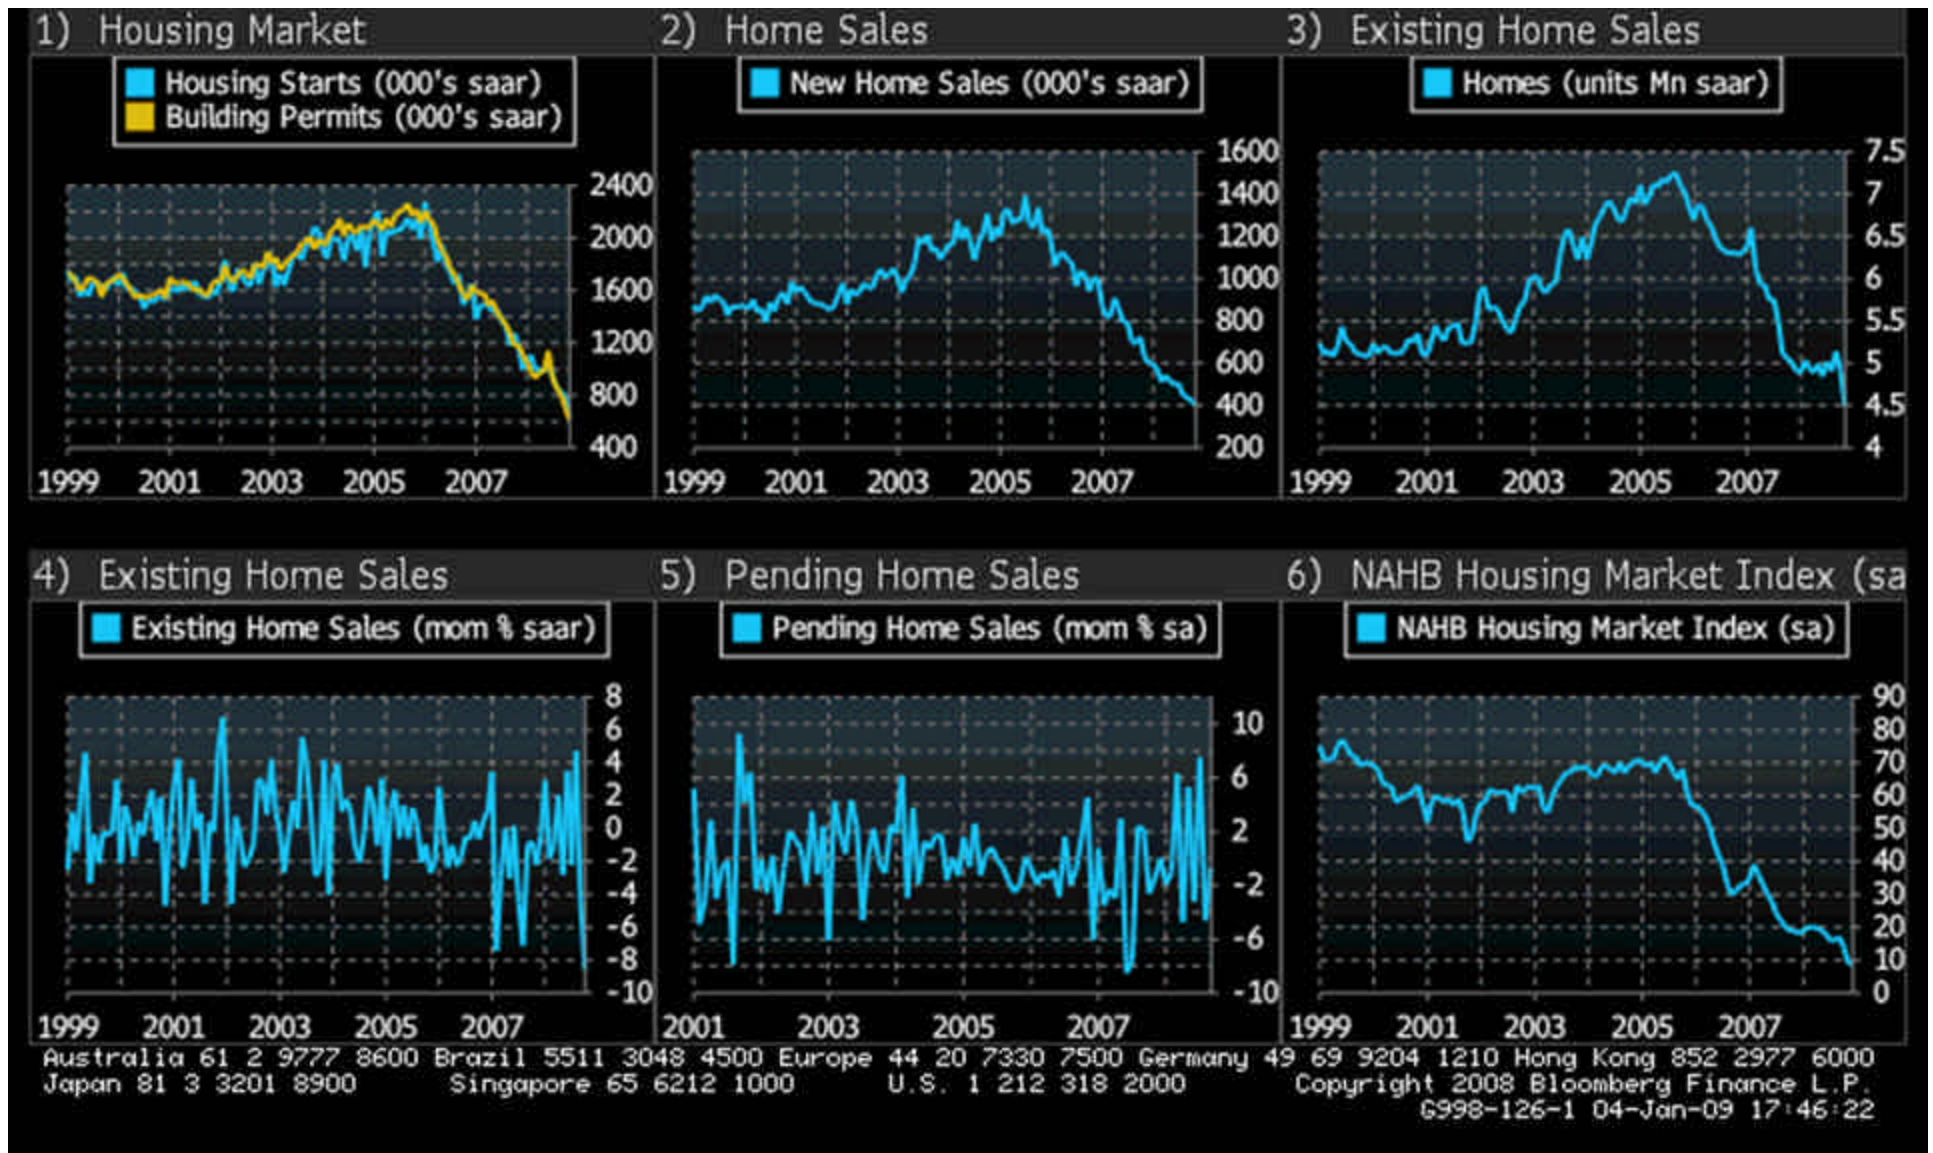 1) Housing Market
Housing Starts (000's saar)
Building Permits (000's saar)
2400
2000
1600
1200
800
400
1999 2001 2003 2005 2007
2) Home Sales
New Home Sales (000's saar)
1600
1400
1200
1000
800
600
400
200
1999 2001 2003 2005 2007
3) Existing Home Sales
Homes (units Mn saar)
7.5
7
6.5
6
5.5
5
4.5
4
1999 2001 2003 2005 2007
4) Existing Home Sales
Existing Home Sales (mom % saar)
8
6
4
2
0
-2
-4
-6
-8
-10
1999 2001 2003 2005 2007
5) Pending Home Sales
Pending Home Sales (mom % sa)
10
6
2
-2
-6
-10
2001 2003 2005 2007
6) NAHB Housing Market Index (sa
NAHB Housing Market Index (sa)
90
80
70
60
50
40
30
20
10
0
1999 2001 2003 2005 2007
Australia 61 2 9777 8600 Brazil 5511 3048 4500 Europe 44 20 7330 7500 Germany 49 69 9204 1210 Hong Kong 852 2977 6000
Japan 81 3 3201 8900 Singapore 65 6212 1000 U.S. 1 212 318 2000 Copyright 2008 Bloomberg Finance L.P.
G998-126-1 04-Jan-09 17:46:22